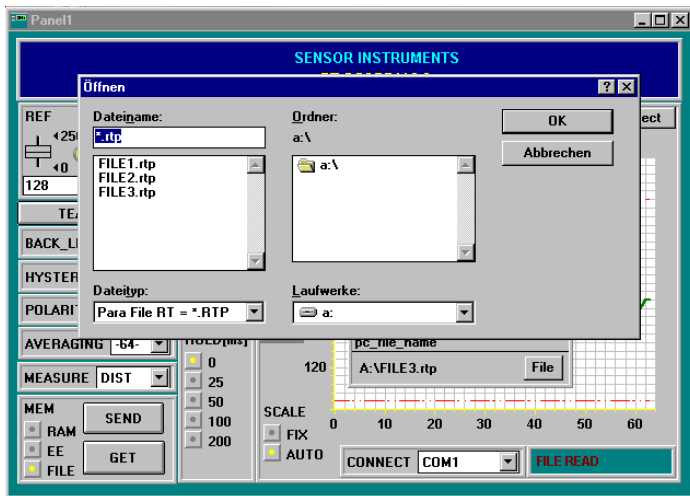 Panel1
SENSOR INSTRUMENTS
Öffnen
REF
Dateiname:
Ordner:
OK
Abbrechen
*.rtp
a:\
FILE1.rtp
FILE2.rtp
FILE3.rtp
a:\
0
128
BACK_L
HYSTER
POLARI
Dateityp:
Laufwerke:
Para File RT = *.RTP
a:
AVERAGING -64-
HOLD[ms]
pc_file_name
MEASURE DIST
0
25
50
100
200
120
A:\FILE3.rtp
File
MEM
RAM
EE
FILE
SEND
GET
SCALE
FIX
AUTO
0 10 20 30 40 50 60
CONNECT COM1
FILE READ